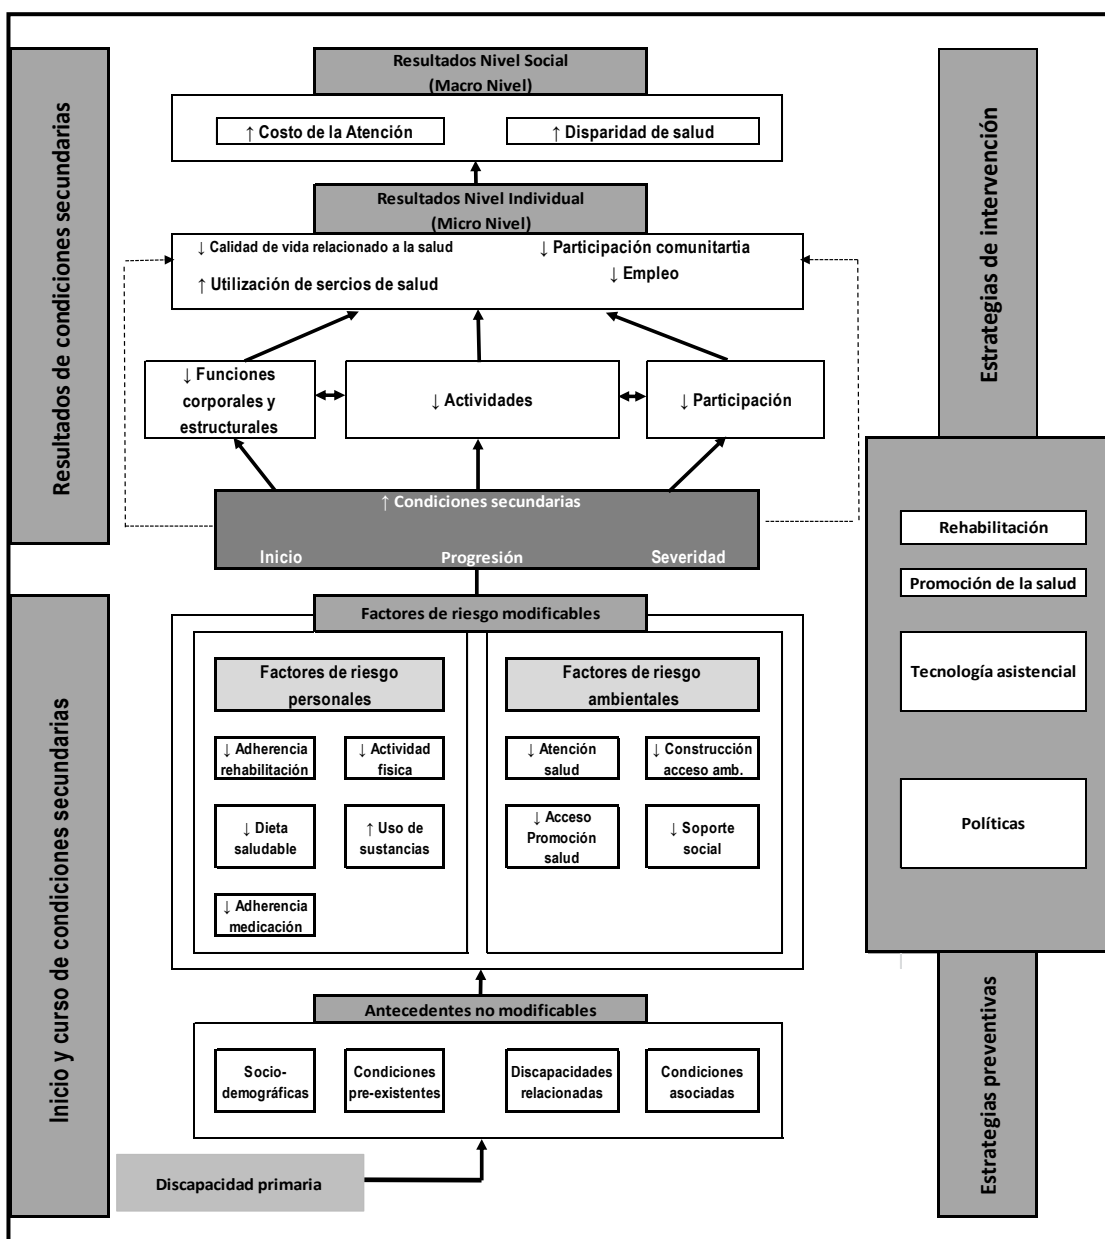 Resultados de condiciones secundarias
Inicio y curso de condiciones secundarias
Resultados Nivel Social
(Macro Nivel)
↑ Costo de la Atención
↑ Disparidad de salud
Resultados Nivel Individual
(Micro Nivel)
↓ Calidad de vida relacionado a la salud
↓ Participación comunitartia
↓ Empleo
↑ Utilización de sercios de salud
↓ Funciones
corporales y
estructurales
↓ Actividades
↓ Participación
↑ Condiciones secundarias
Inicio
Progresión
Severidad
Factores de riesgo modificables
Factores de riesgo
personales
↓ Adherencia
rehabilitación
↓ Actividad
fisica
↓ Dieta
saludable
↑ Uso de
sustancias
↓ Adherencia
medicación
Factores de riesgo
ambientales
↓ Atención
salud
↓ Construcción
acceso amb.
↓ Acceso
Promoción
salud
↓ Soporte
social
Antecedentes no modificables
Socio-
demográficas
Condiciones
pre-existentes
Discapacidades
relacionadas
Condiciones
asociadas
Discapacidad primaria
Estrategias de intervención
Rehabilitación
Promoción de la salud
Tecnología asistencial
Políticas
Estrategias preventivas